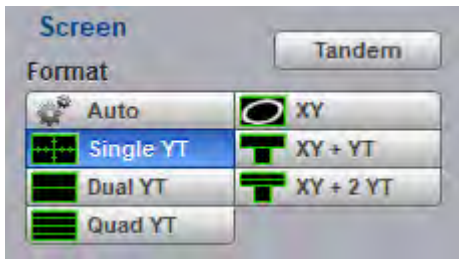 Screen
Tandem
Format
Auto
XY
Single YT
XY + YT
Dual YT
XY + 2 YT
Quad YT